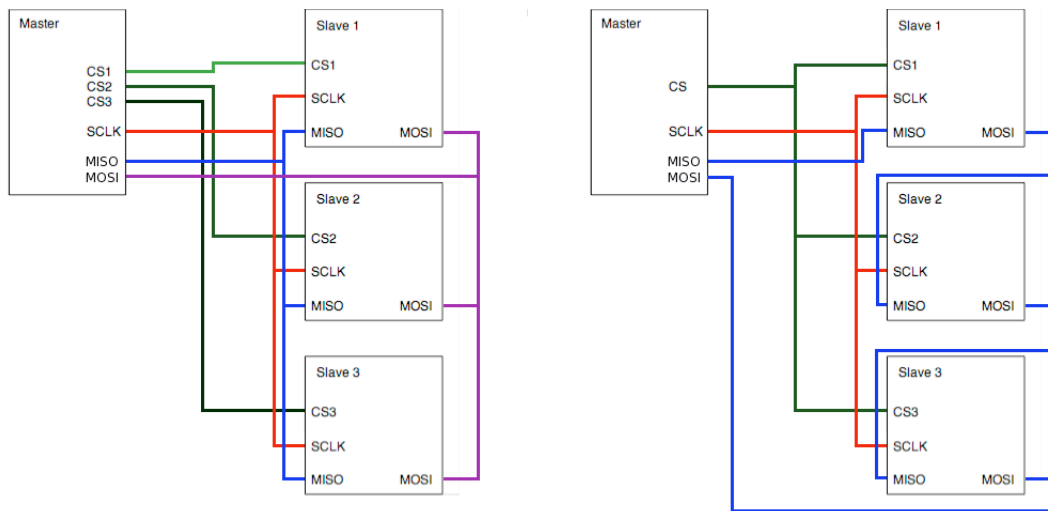 Master
CS1
CS2
CS3
SCLK
MISO
MOSI
Slave 1
CS1
SCLK
MISO MOSI
Slave 2
CS2
SCLK
MISO MOSI
Slave 3
CS3
SCLK
MISO MOSI
Master
CS
SCLK
MISO
MOSI
Slave 1
CS1
SCLK
MISO MOSI
Slave 2
CS2
SCLK
MISO MOSI
Slave 3
CS3
SCLK
MISO MOSI